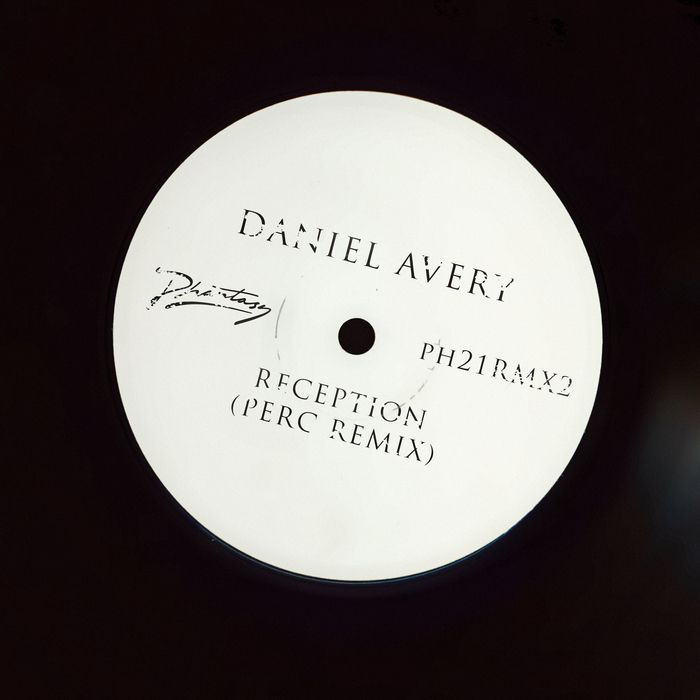 DANIEL AVERY
Phantasy
PH21RMX2
RECEPTION
(PERC REMIX)